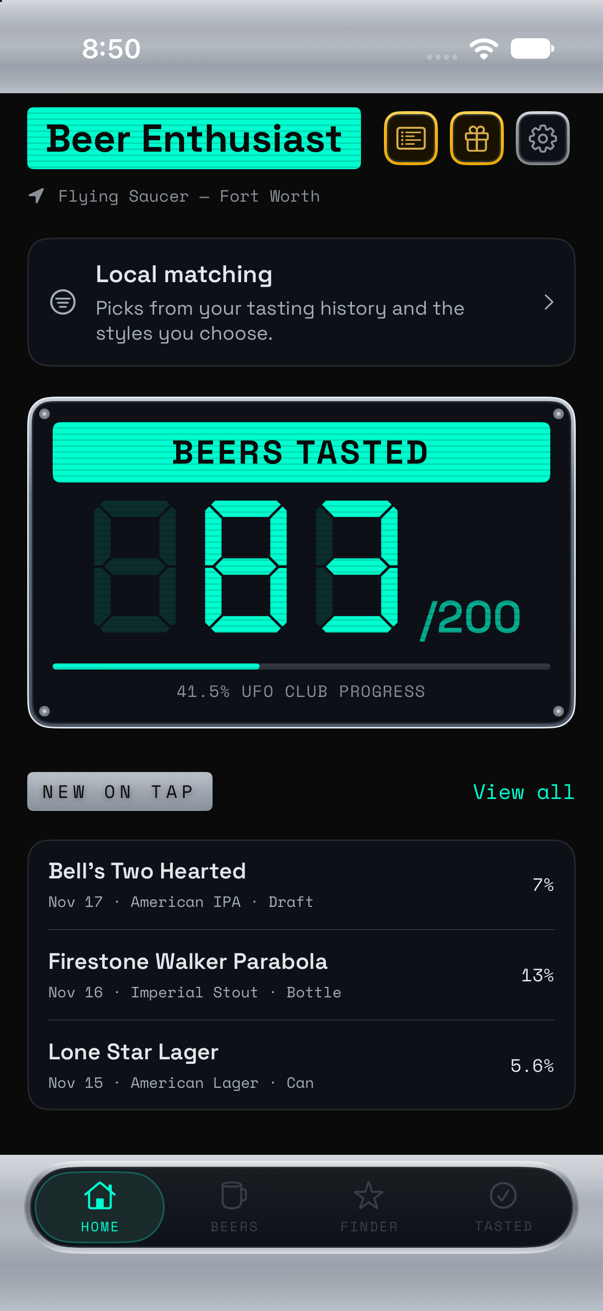 8:50
Beer Enthusiast
Flying Saucer — Fort Worth
Local matching
Picks from your tasting history and the
styles you choose.
BEERS TASTED
83 /200
41.5% UFO CLUB PROGRESS
NEW ON TAP
View all
Bell's Two Hearted
7%
Nov 17 · American IPA · Draft
Firestone Walker Parabola
13%
Nov 16 · Imperial Stout · Bottle
Lone Star Lager
5.6%
Nov 15 · American Lager · Can
HOME
BEERS
FINDER
TASTED